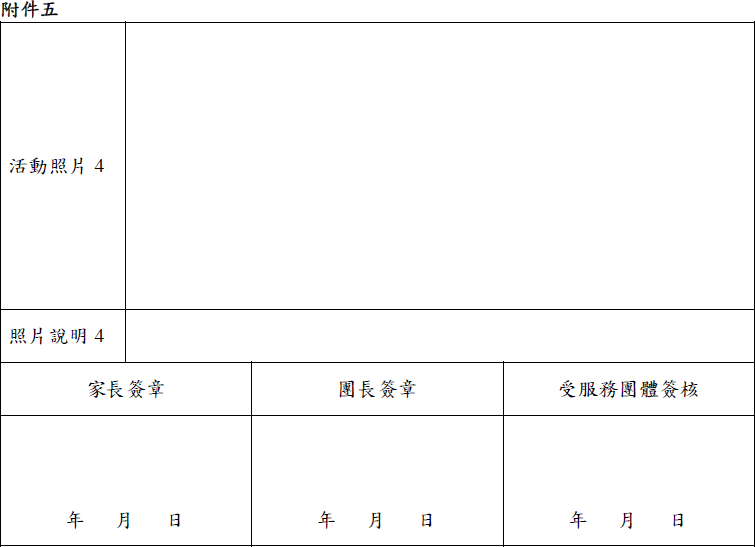 附件五
活動照片 4
照片說明 4
家長簽章 團長簽章 受服務團體簽核
年 月 日 年 月 日 年 月 日